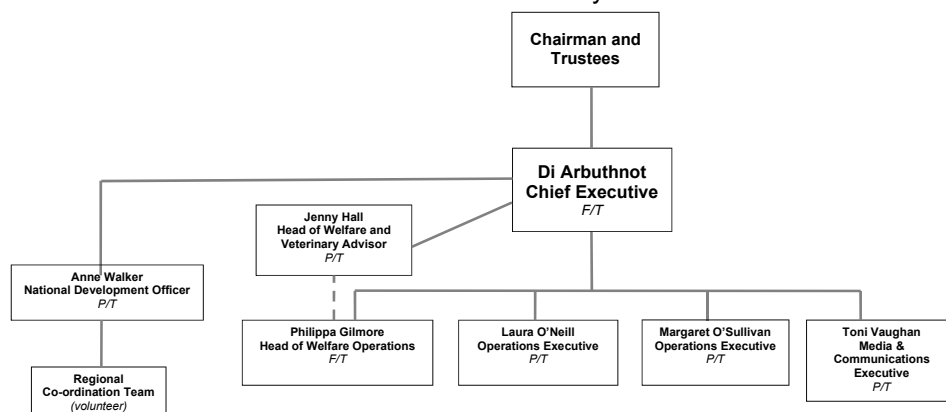 Chairman and
Trustees
Di Arbuthnot
Chief Executive
F/T
Jenny Hall
Head of Welfare and
Veterinary Advisor
P/T
Anne Walker
National Development Officer
P/T
Philippa Gilmore
Head of Welfare Operations
F/T
Laura O’Neill
Operations Executive
P/T
Margaret O’Sullivan
Operations Executive
P/T
Toni Vaughan
Media &
Communications
Executive
P/T
Regional
Co-ordination Team
(volunteer)